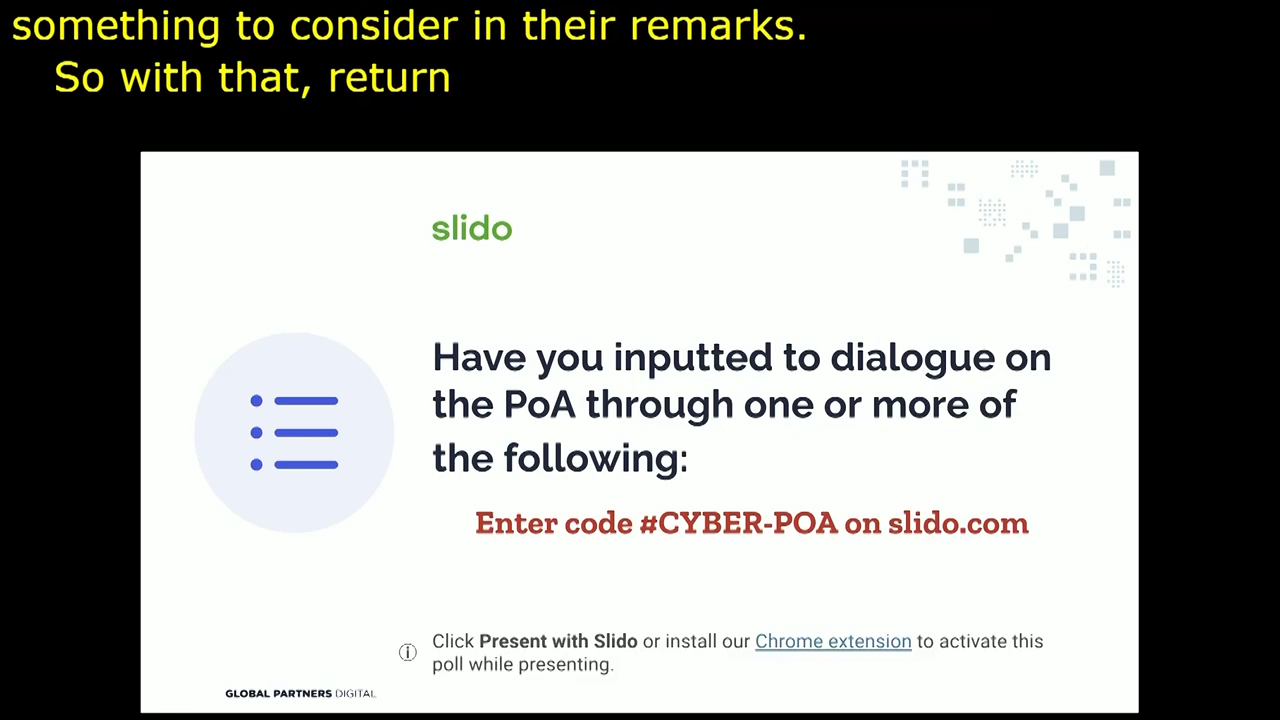 something to consider in their remarks.
So with that, return
slido
Have you inputted to dialogue on
the PoA through one or more of
the following:
Enter code #CYBER-POA on slido.com
Click Present with Slido or install our Chrome extension to activate this
poll while presenting.
GLOBAL PARTNERS DIGITAL